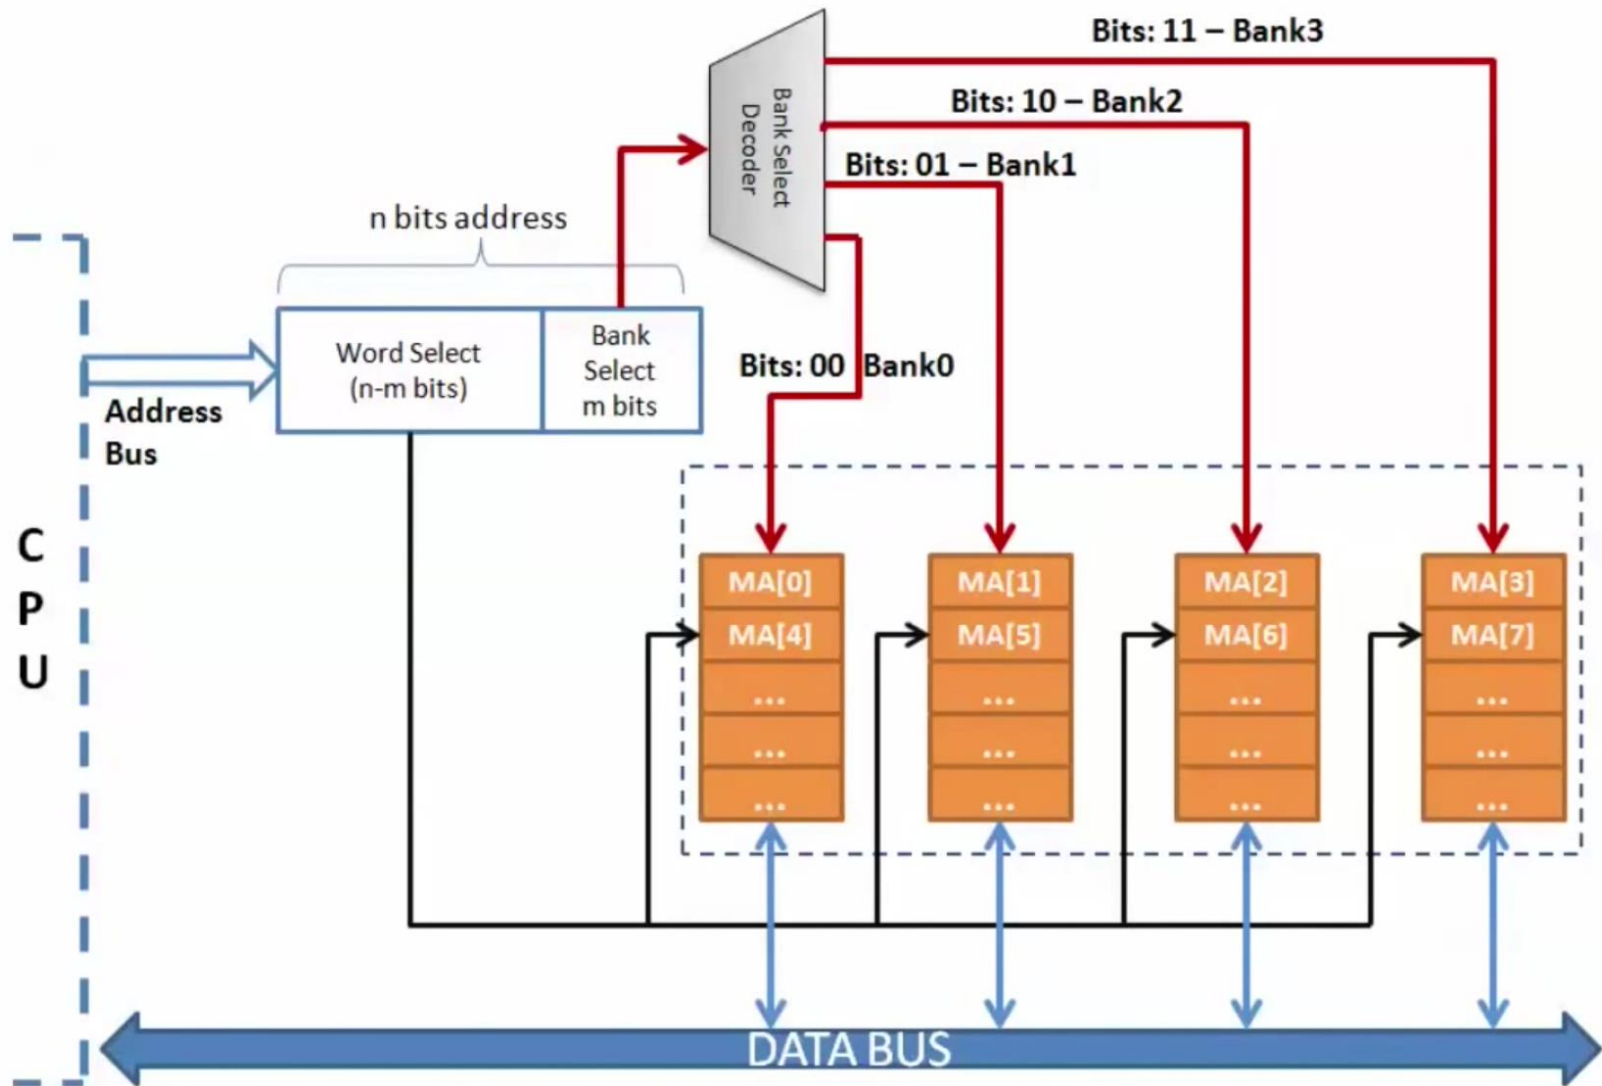 Bits: 11 – Bank3
Bits: 10 – Bank2
Bits: 01 – Bank1
Bank Select
Decoder
n bits address
Word Select
(n-m bits)
Bank
Select
m bits
Bits: 00 Bank0
Address
Bus
C
P
U
MA[0] MA[1] MA[2] MA[3]
MA[4] MA[5] MA[6] MA[7]
... ... ... ...
... ... ... ...
... ... ... ...
DATA BUS